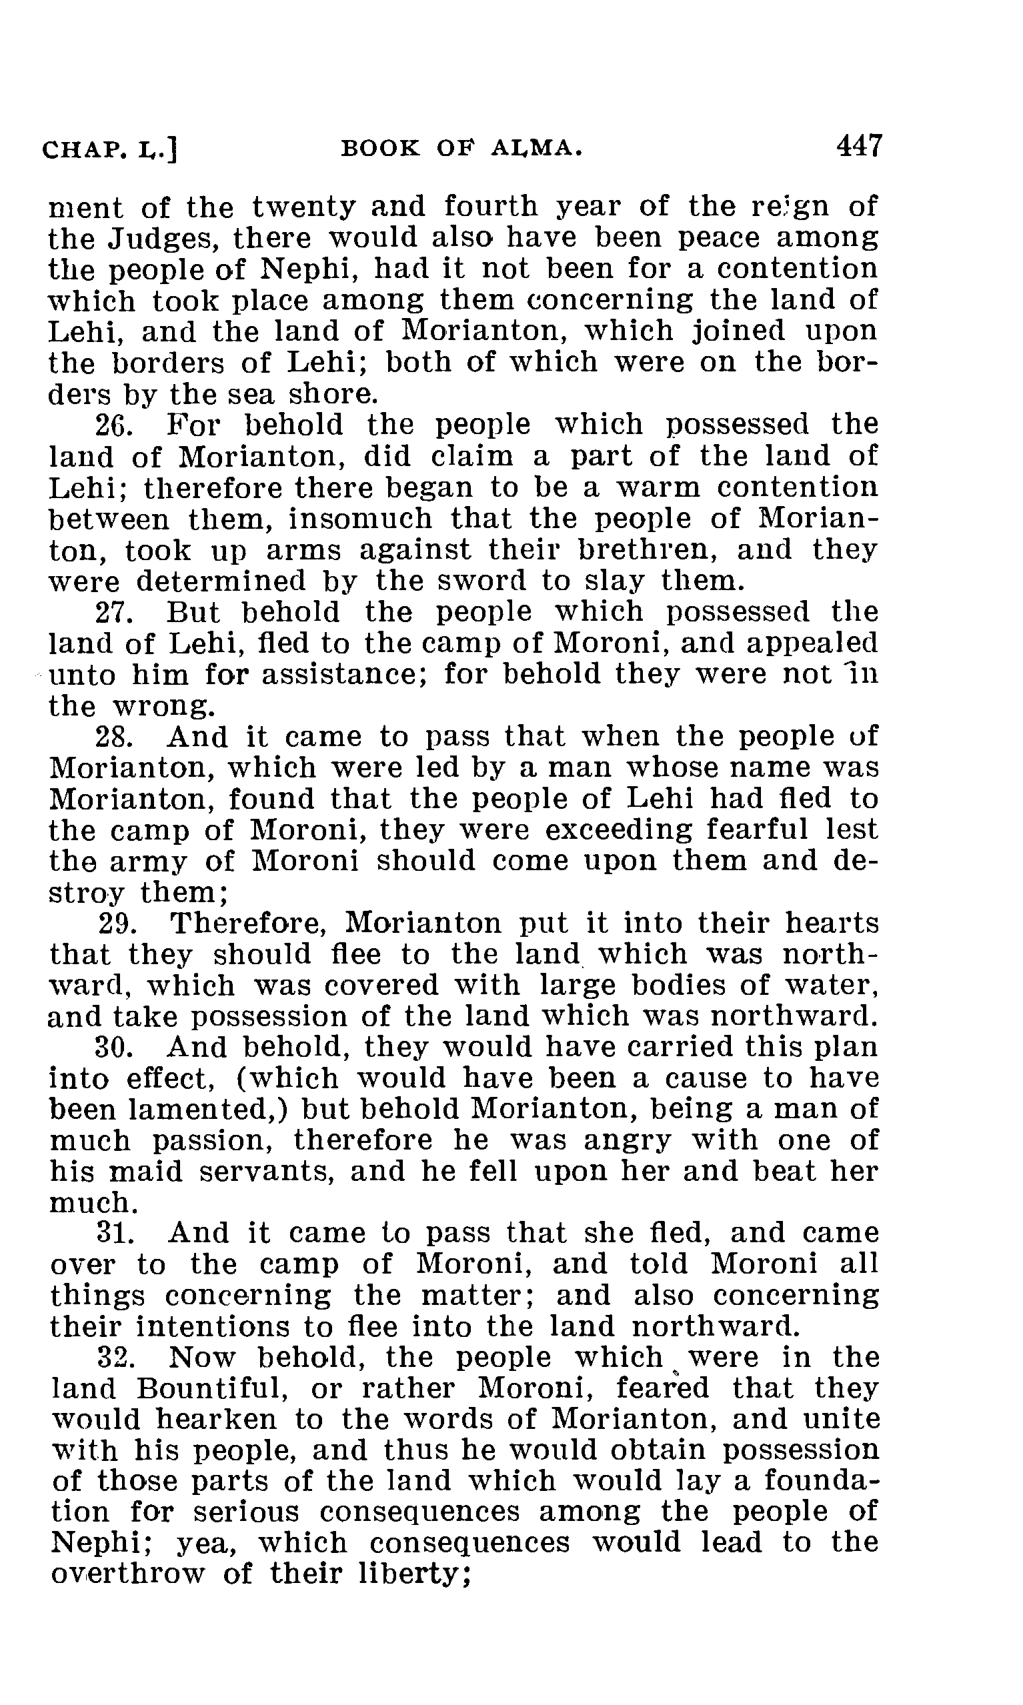 CHAP. L.] BOOK OF ALMA. 447
ment of the twenty and fourth year of the reign of
the Judges, there would also have been peace among
the people of Nephi, had it not been for a contention
which took place among them concerning the land of
Lehi, and the land of Morianton, which joined upon
the borders of Lehi; both of which were on the bor-
ders by the sea shore.
26. For behold the people which possessed the
land of Morianton, did claim a part of the land of
Lehi; therefore there began to be a warm contention
between them, insomuch that the people of Morian-
ton, took up arms against their brethren, and they
were determined by the sword to slay them.
27. But behold the people which possessed the
land of Lehi, fled to the camp of Moroni, and appealed
unto him for assistance; for behold they were not in
the wrong.
28. And it came to pass that when the people of
Morianton, which were led by a man whose name was
Morianton, found that the people of Lehi had fled to
the camp of Moroni, they were exceeding fearful lest
the army of Moroni should come upon them and de-
stroy them;
29. Therefore, Morianton put it into their hearts
that they should flee to the land which was north-
ward, which was covered with large bodies of water,
and take possession of the land which was northward.
30. And behold, they would have carried this plan
into effect, (which would have been a cause to have
been lamented,) but behold Morianton, being a man of
much passion, therefore he was angry with one of
his maid servants, and he fell upon her and beat her
much.
31. And it came to pass that she fled, and came
over to the camp of Moroni, and told Moroni all
things concerning the matter; and also concerning
their intentions to flee into the land northward.
32. Now behold, the people which were in the
land Bountiful, or rather Moroni, feared that they
would hearken to the words of Morianton, and unite
with his people, and thus he would obtain possession
of those parts of the land which would lay a founda-
tion for serious consequences among the people of
Nephi; yea, which consequences would lead to the
overthrow of their liberty;